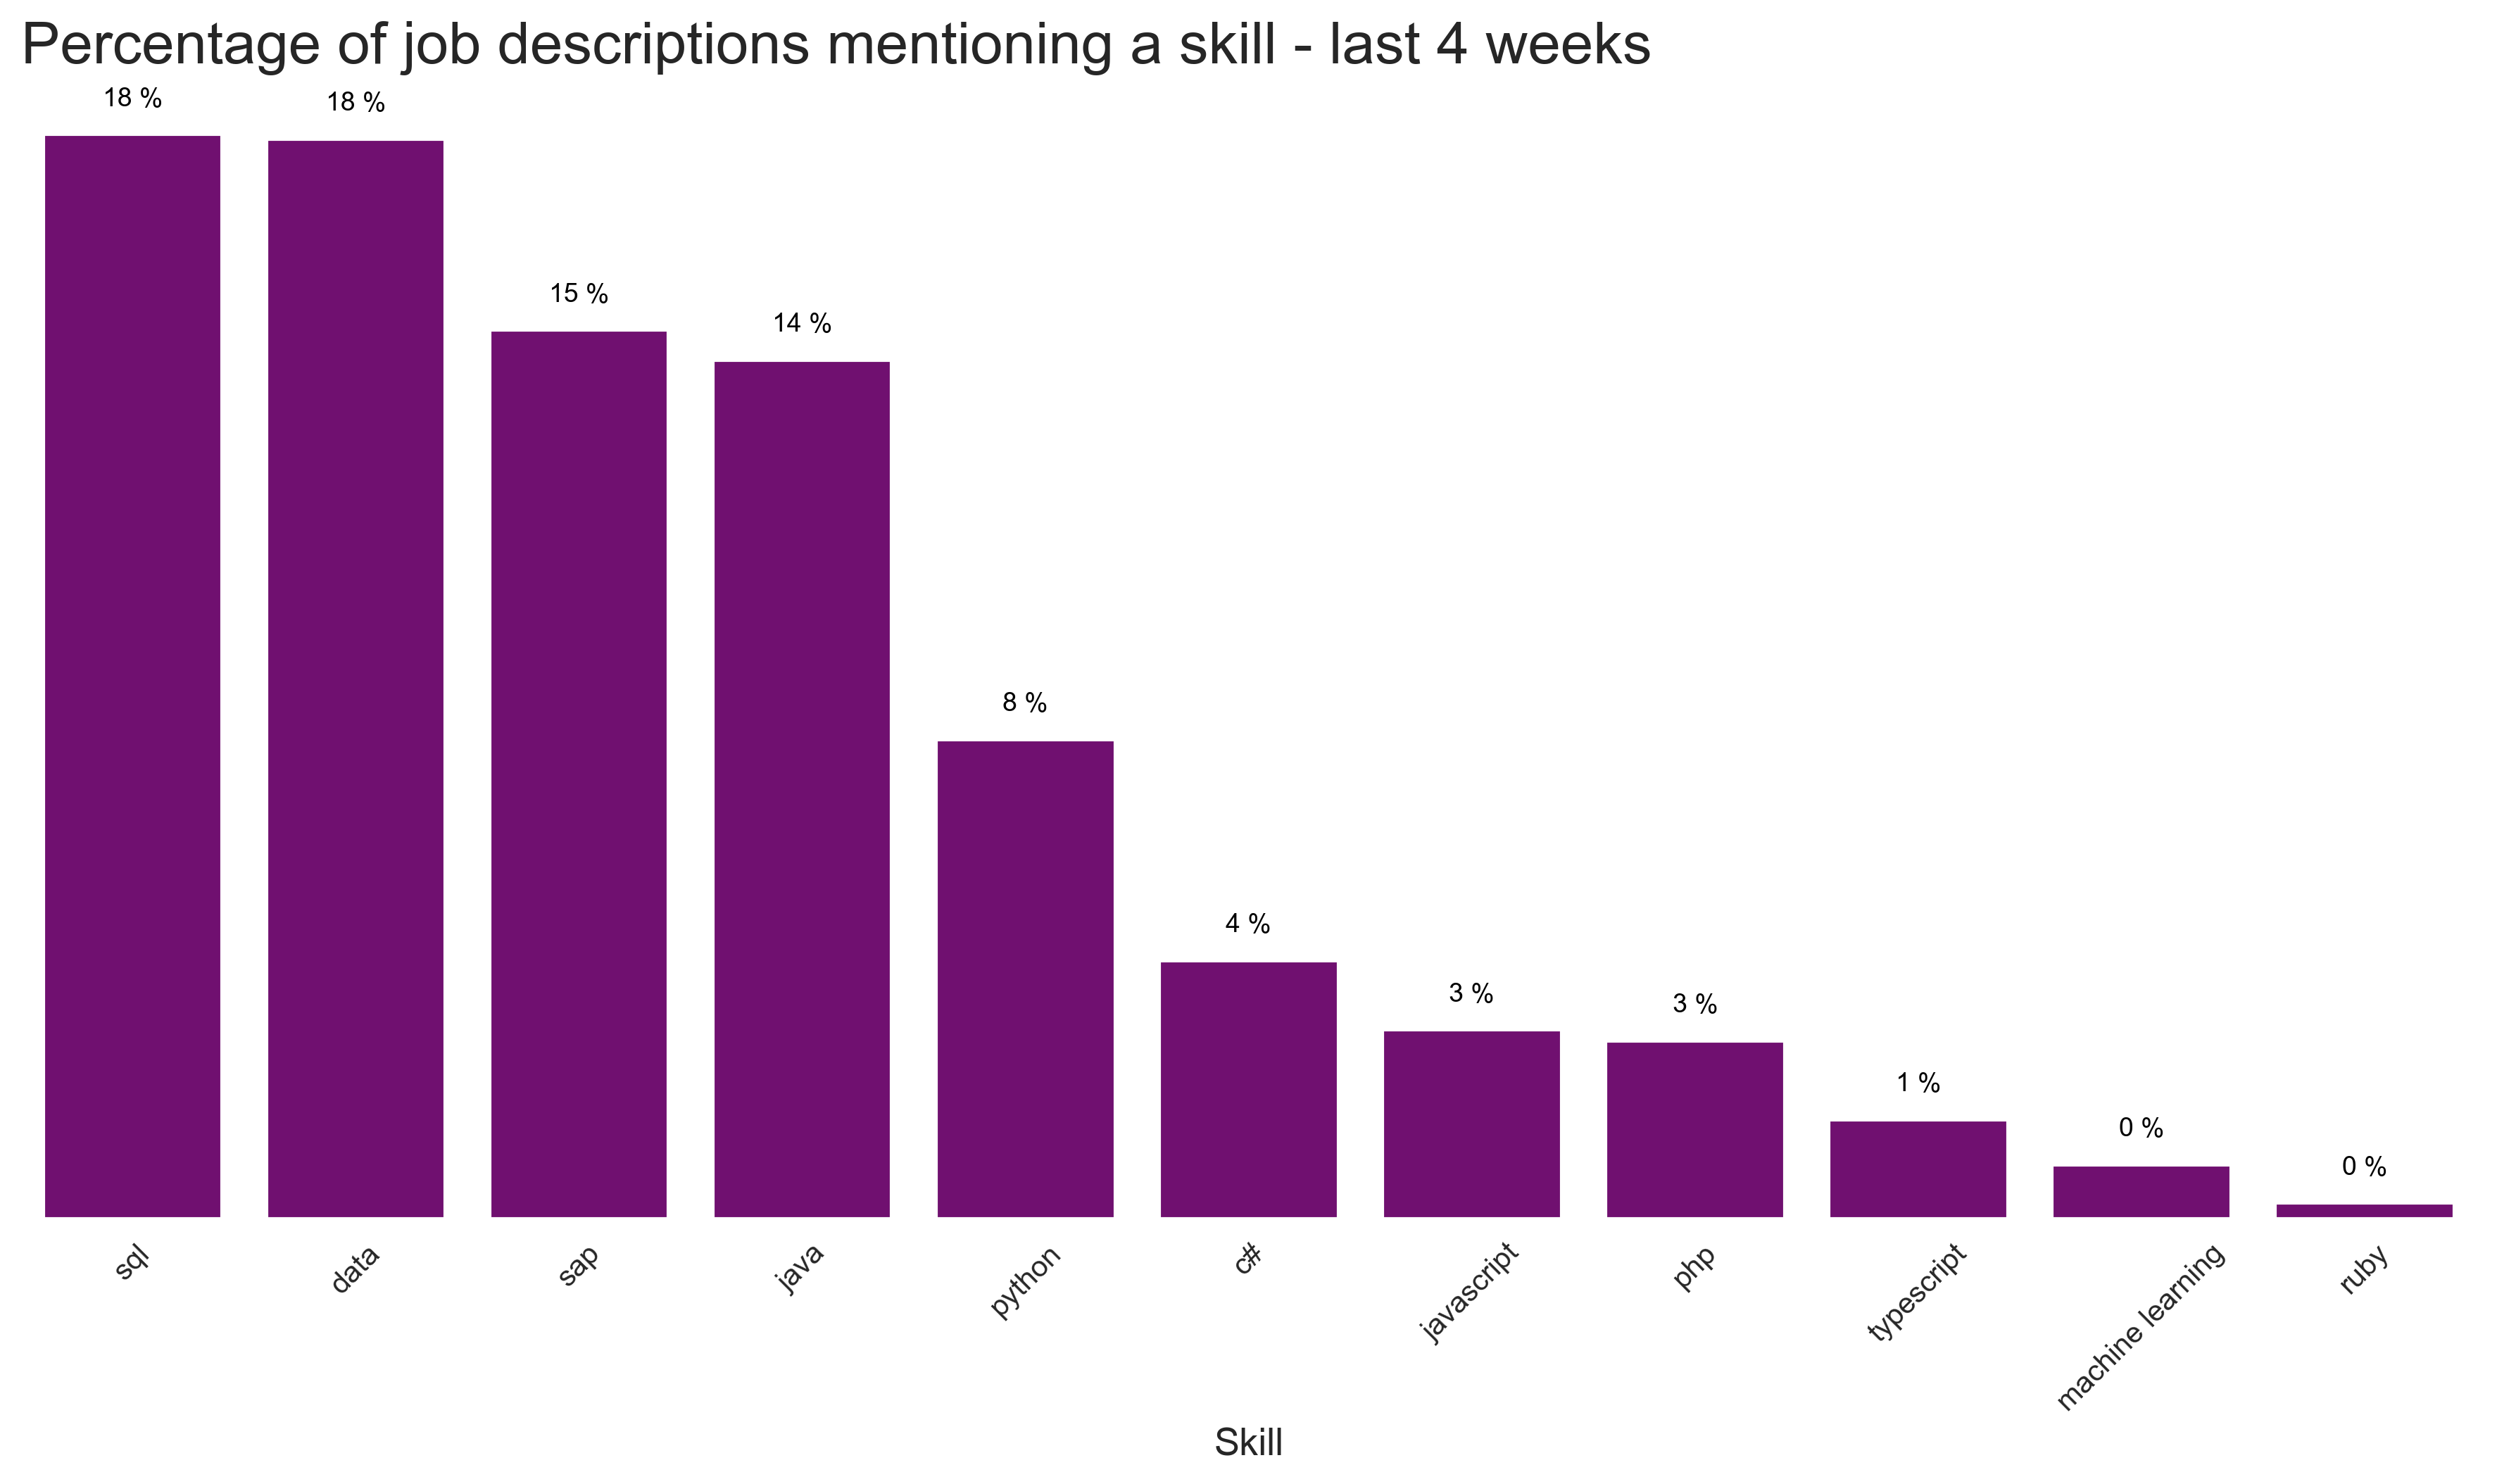 Percentage of job descriptions mentioning a skill - last 4 weeks
18 %
18 %
15 %
14 %
8 %
4 %
3 %
3 %
1 %
0 %
0 %
sql
data
sap
java
python
c#
javascript
php
typescript
machine learning
ruby
Skill